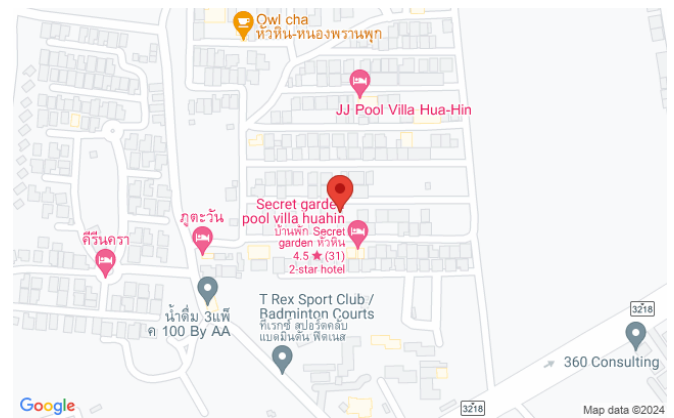 Owl cha
หัวหิน-หนองพรานพุก
JJ Pool Villa Hua-Hin
Secret garden
pool villa huahin
บ้านพัก Secret
garden หัวหิน
4.5 ★ (31)
2-star hotel
ภูตะวัน
คีรีนครา
น้ำดื่ม 3แพ็
ค 100 By AA
T Rex Sport Club /
Badminton Courts
ทีเรกซ์ สปอร์ตคลับ
แบดมินตัน ฟิตเนส
3218
360 Consulting
3218
Google
Map data ©2024